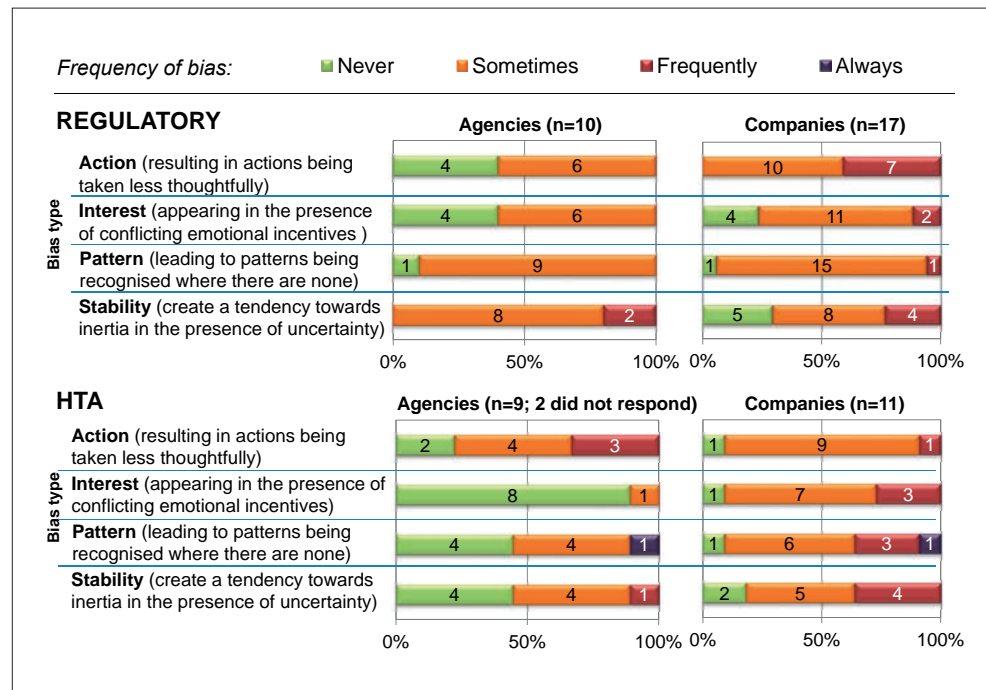 Frequency of bias: Never Sometimes Frequently Always
REGULATORY
Agencies (n=10) Companies (n=17)
Bias type
Action (resulting in actions being
taken less thoughtfully)
4 6 10 7
Interest (appearing in the presence
of conflicting emotional incentives )
4 6 4 11 2
Pattern (leading to patterns being
recognised where there are none)
1 9 1 15 1
Stability (create a tendency towards
inertia in the presence of uncertainty)
8 2 5 8 4
0% 50% 100% 0% 50% 100%
HTA
Agencies (n=9; 2 did not respond) Companies (n=11)
Bias type
Action (resulting in actions being
taken less thoughtfully)
2 4 3 1 9 1
Interest (appearing in the presence of
conflicting emotional incentives)
8 1 1 7 3
Pattern (leading to patterns being
recognised where there are none)
4 4 1 1 6 3 1
Stability (create a tendency towards
inertia in the presence of uncertainty)
4 4 1 2 5 4
0% 50% 100% 0% 50% 100%